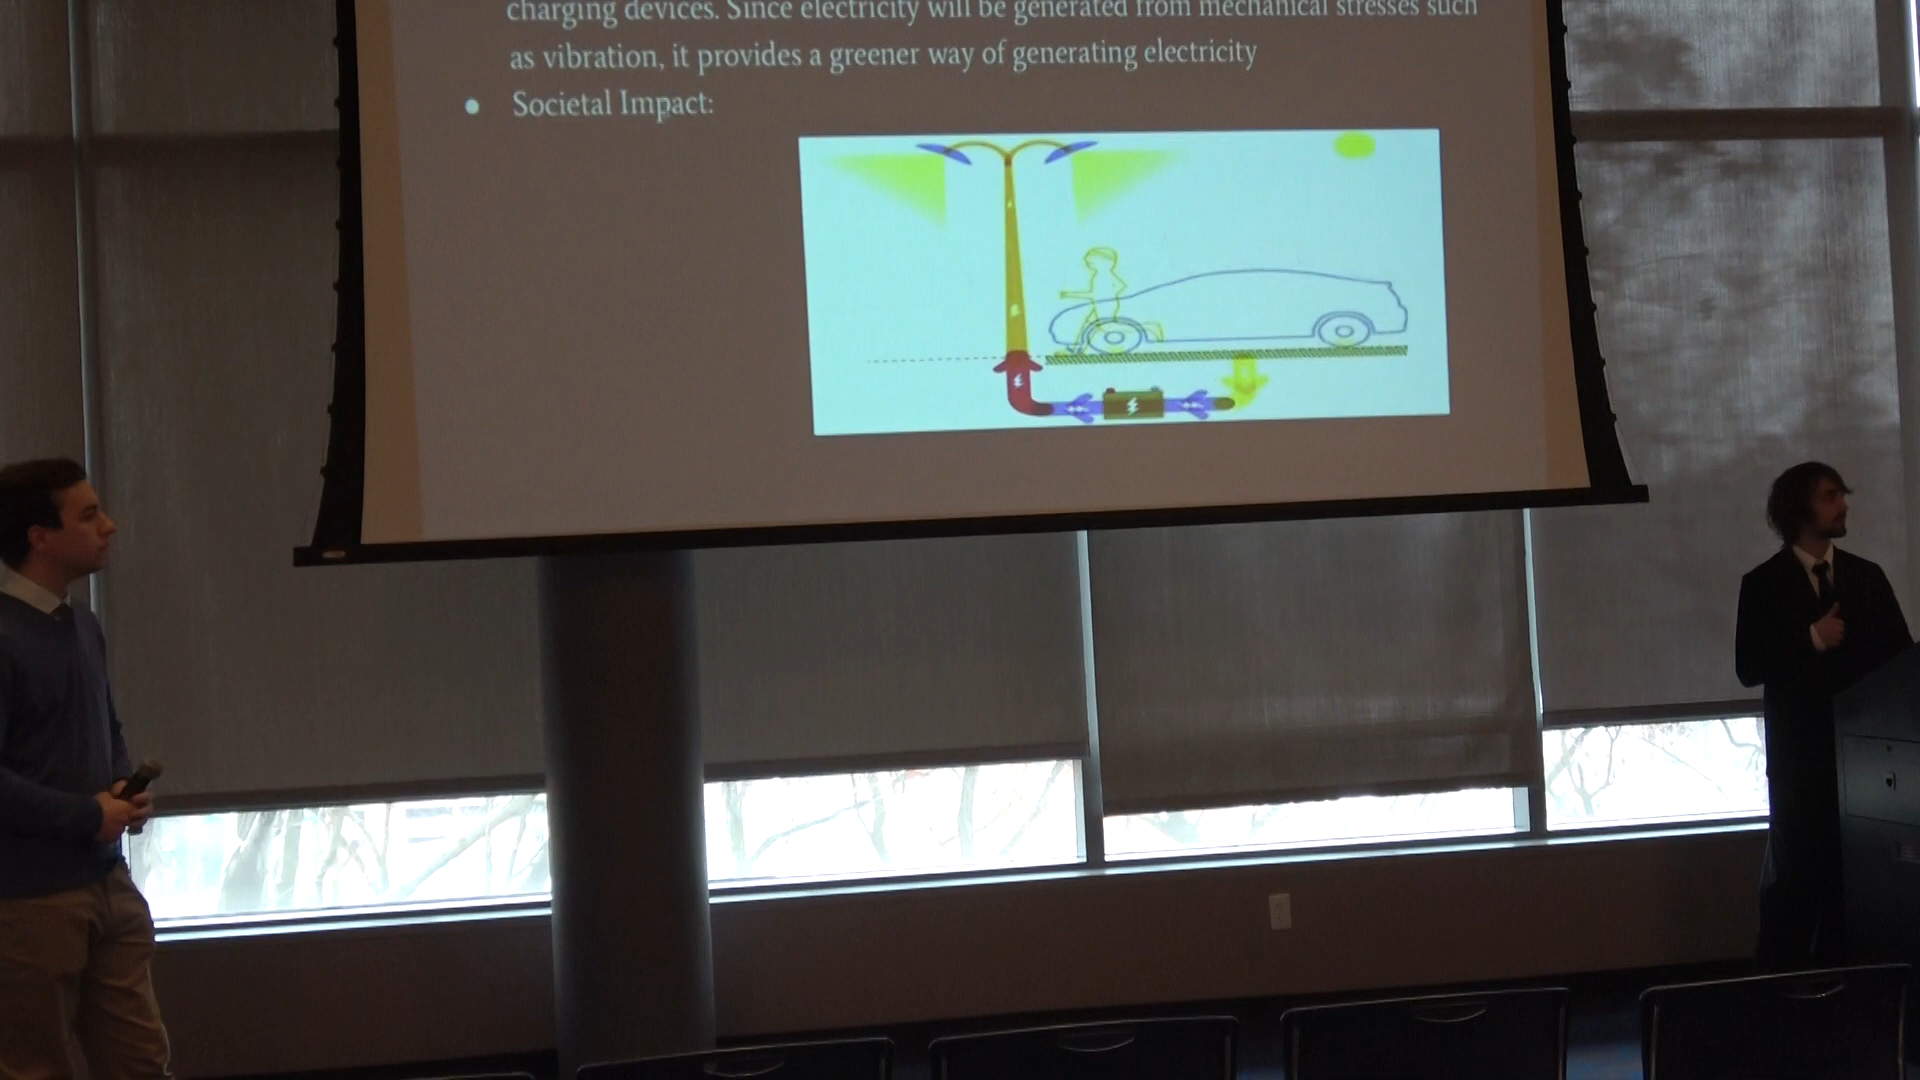 charging devices. Since electricity will be generated from mechanical stresses such
as vibration, it provides a greener way of generating electricity
• Societal Impact: